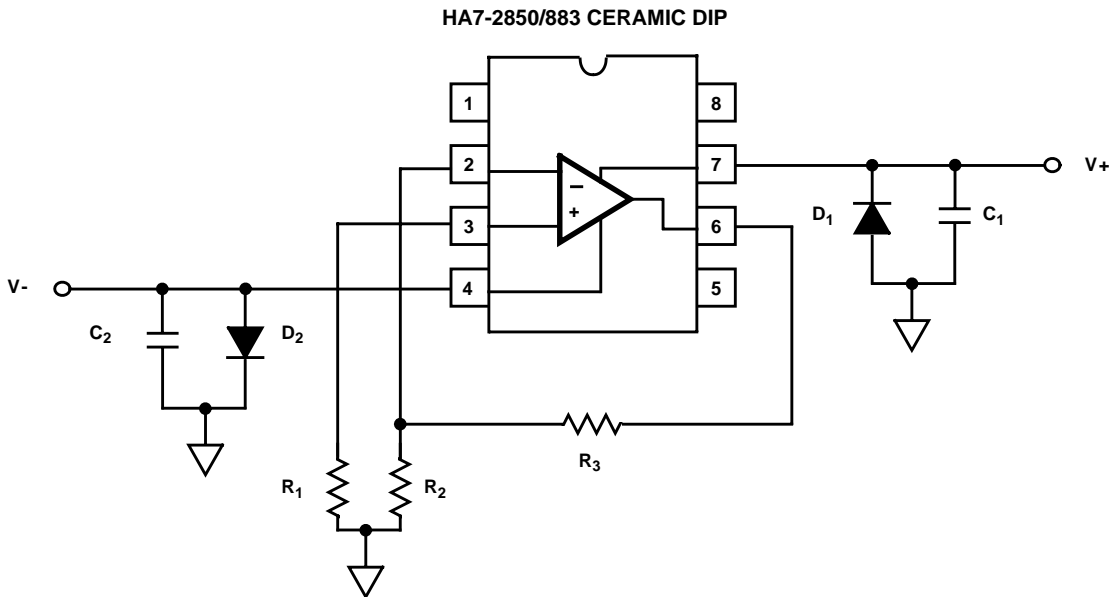 HA7-2850/883 CERAMIC DIP
1
8
2
7
V+
−
+
3
6
D1
C1
V-
4
5
C2
D2
R3
R1
R2